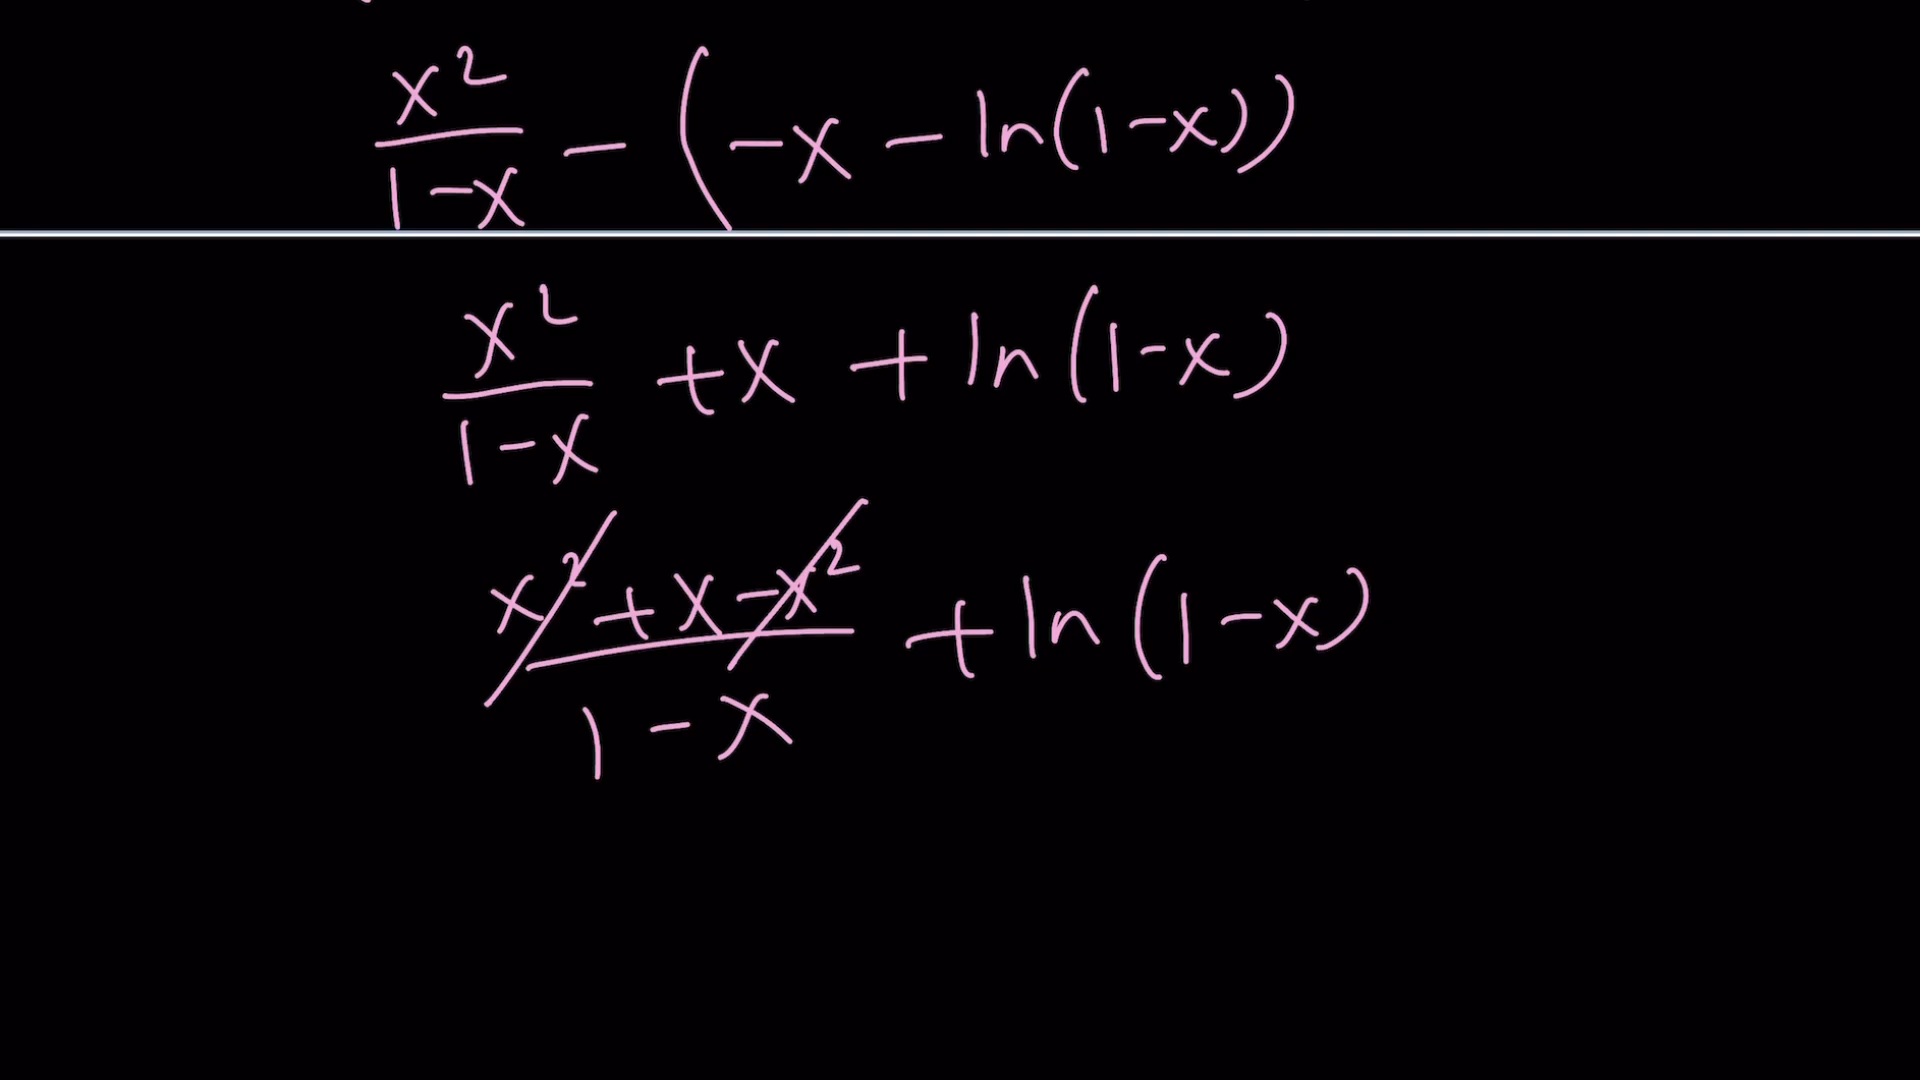 x²/(1-x) - (-x - ln(1-x))
x²/(1-x) + x + ln(1-x)
(x² + x - x²)/(1-x) + ln(1-x)